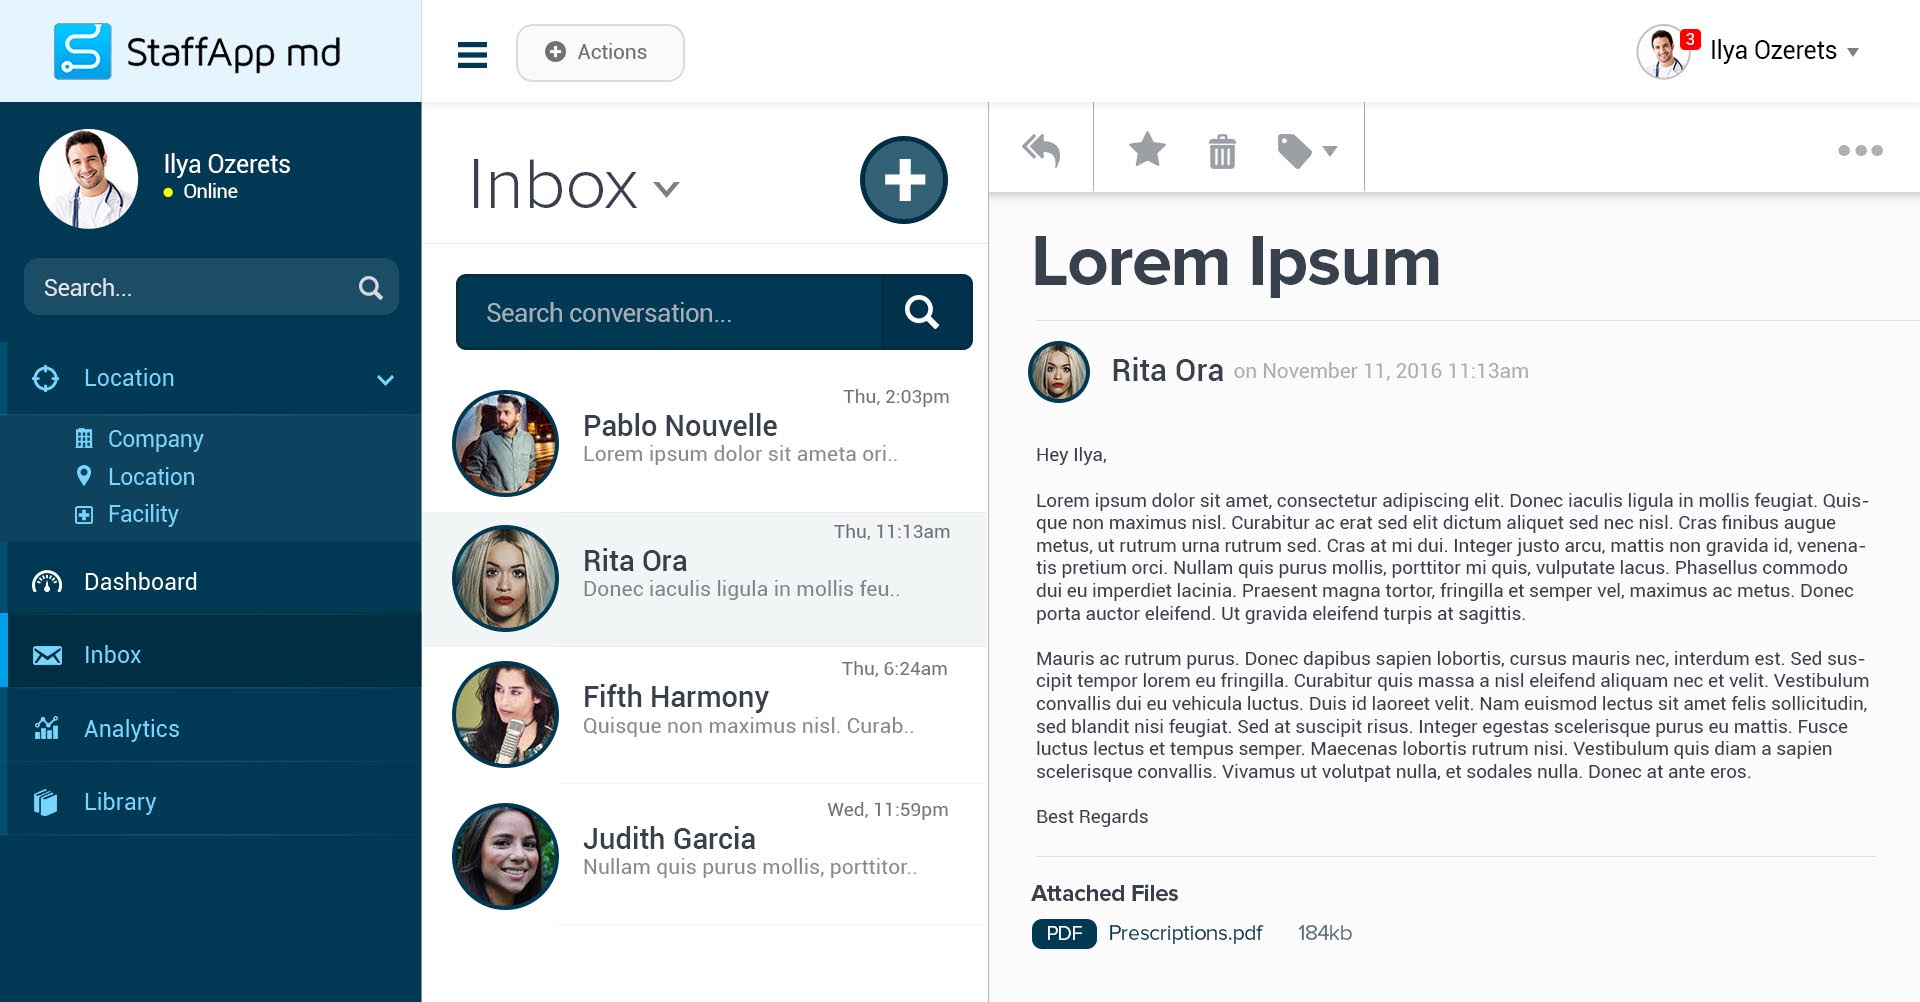 StaffApp md
Actions
3
Ilya Ozerets
Ilya Ozerets
Online
Search...
Location
Company
Location
Facility
Dashboard
Inbox
Analytics
Library
Inbox
Search conversation...
Thu, 2:03pm
Pablo Nouvelle
Lorem ipsum dolor sit ameta ori..
Thu, 11:13am
Rita Ora
Donec iaculis ligula in mollis feu..
Thu, 6:24am
Fifth Harmony
Quisque non maximus nisl. Curab..
Wed, 11:59pm
Judith Garcia
Nullam quis purus mollis, porttitor..
Lorem Ipsum
Rita Ora on November 11, 2016 11:13am
Hey Ilya,
Lorem ipsum dolor sit amet, consectetur adipiscing elit. Donec iaculis ligula in mollis feugiat. Quis-
que non maximus nisl. Curabitur ac erat sed elit dictum aliquet sed nec nisl. Cras finibus augue
metus, ut rutrum urna rutrum sed. Cras at mi dui. Integer justo arcu, mattis non gravida id, venena-
tis pretium orci. Nullam quis purus mollis, porttitor mi quis, vulputate lacus. Phasellus commodo
dui eu imperdiet lacinia. Praesent magna tortor, fringilla et semper vel, maximus ac metus. Donec
porta auctor eleifend. Ut gravida eleifend turpis at sagittis.
Mauris ac rutrum purus. Donec dapibus sapien lobortis, cursus mauris nec, interdum est. Sed sus-
cipit tempor lorem eu fringilla. Curabitur quis massa a nisl eleifend aliquam nec et velit. Vestibulum
convallis dui eu vehicula luctus. Duis id laoreet velit. Nam euismod lectus sit amet felis sollicitudin,
sed blandit nisi feugiat. Sed at suscipit risus. Integer egestas scelerisque purus eu mattis. Fusce
luctus lectus et tempus semper. Maecenas lobortis rutrum nisi. Vestibulum quis diam a sapien
scelerisque convallis. Vivamus ut volutpat nulla, et sodales nulla. Donec at ante eros.
Best Regards
Attached Files
PDF Prescriptions.pdf 184kb